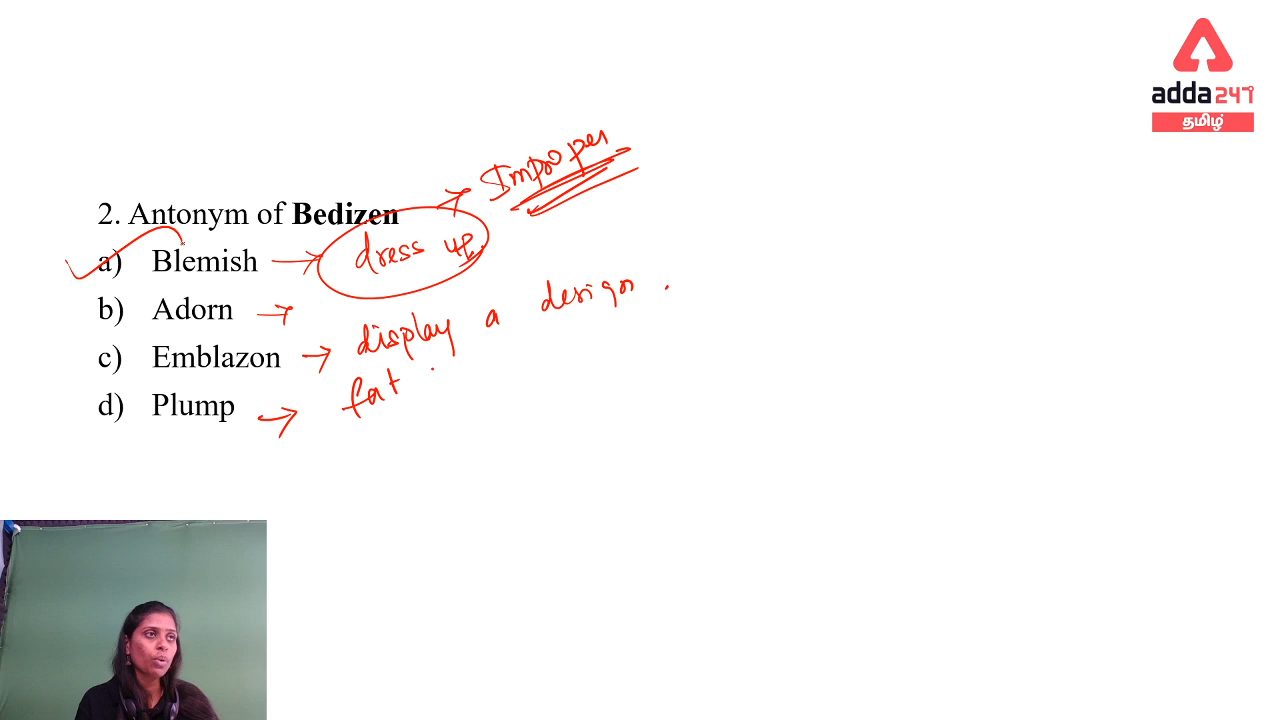 adda247
தமிழ்
Improper
2. Antonym of Bedizen
a) Blemish → dress up.
b) Adorn →
c) Emblazon → display a design.
d) Plump → fat.